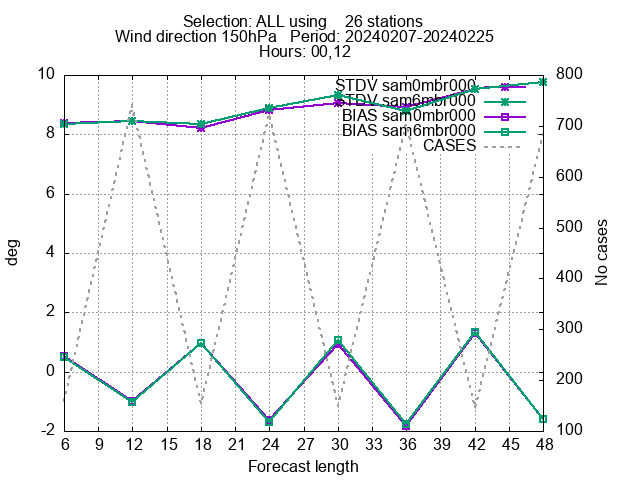 Selection: ALL using    26 stations
Wind direction 150hPa   Period: 20240207-20240225
Hours: 00,12
10 800
STDV sam0mbr000
STDV sam6mbr000
BIAS sam0mbr000
BIAS sam6mbr000
CASES
8 700
6 600
500
4 400
2 300
0 200
-2 100
deg
No cases
6 9 12 15 18 21 24 27 30 33 36 39 42 45 48
Forecast length